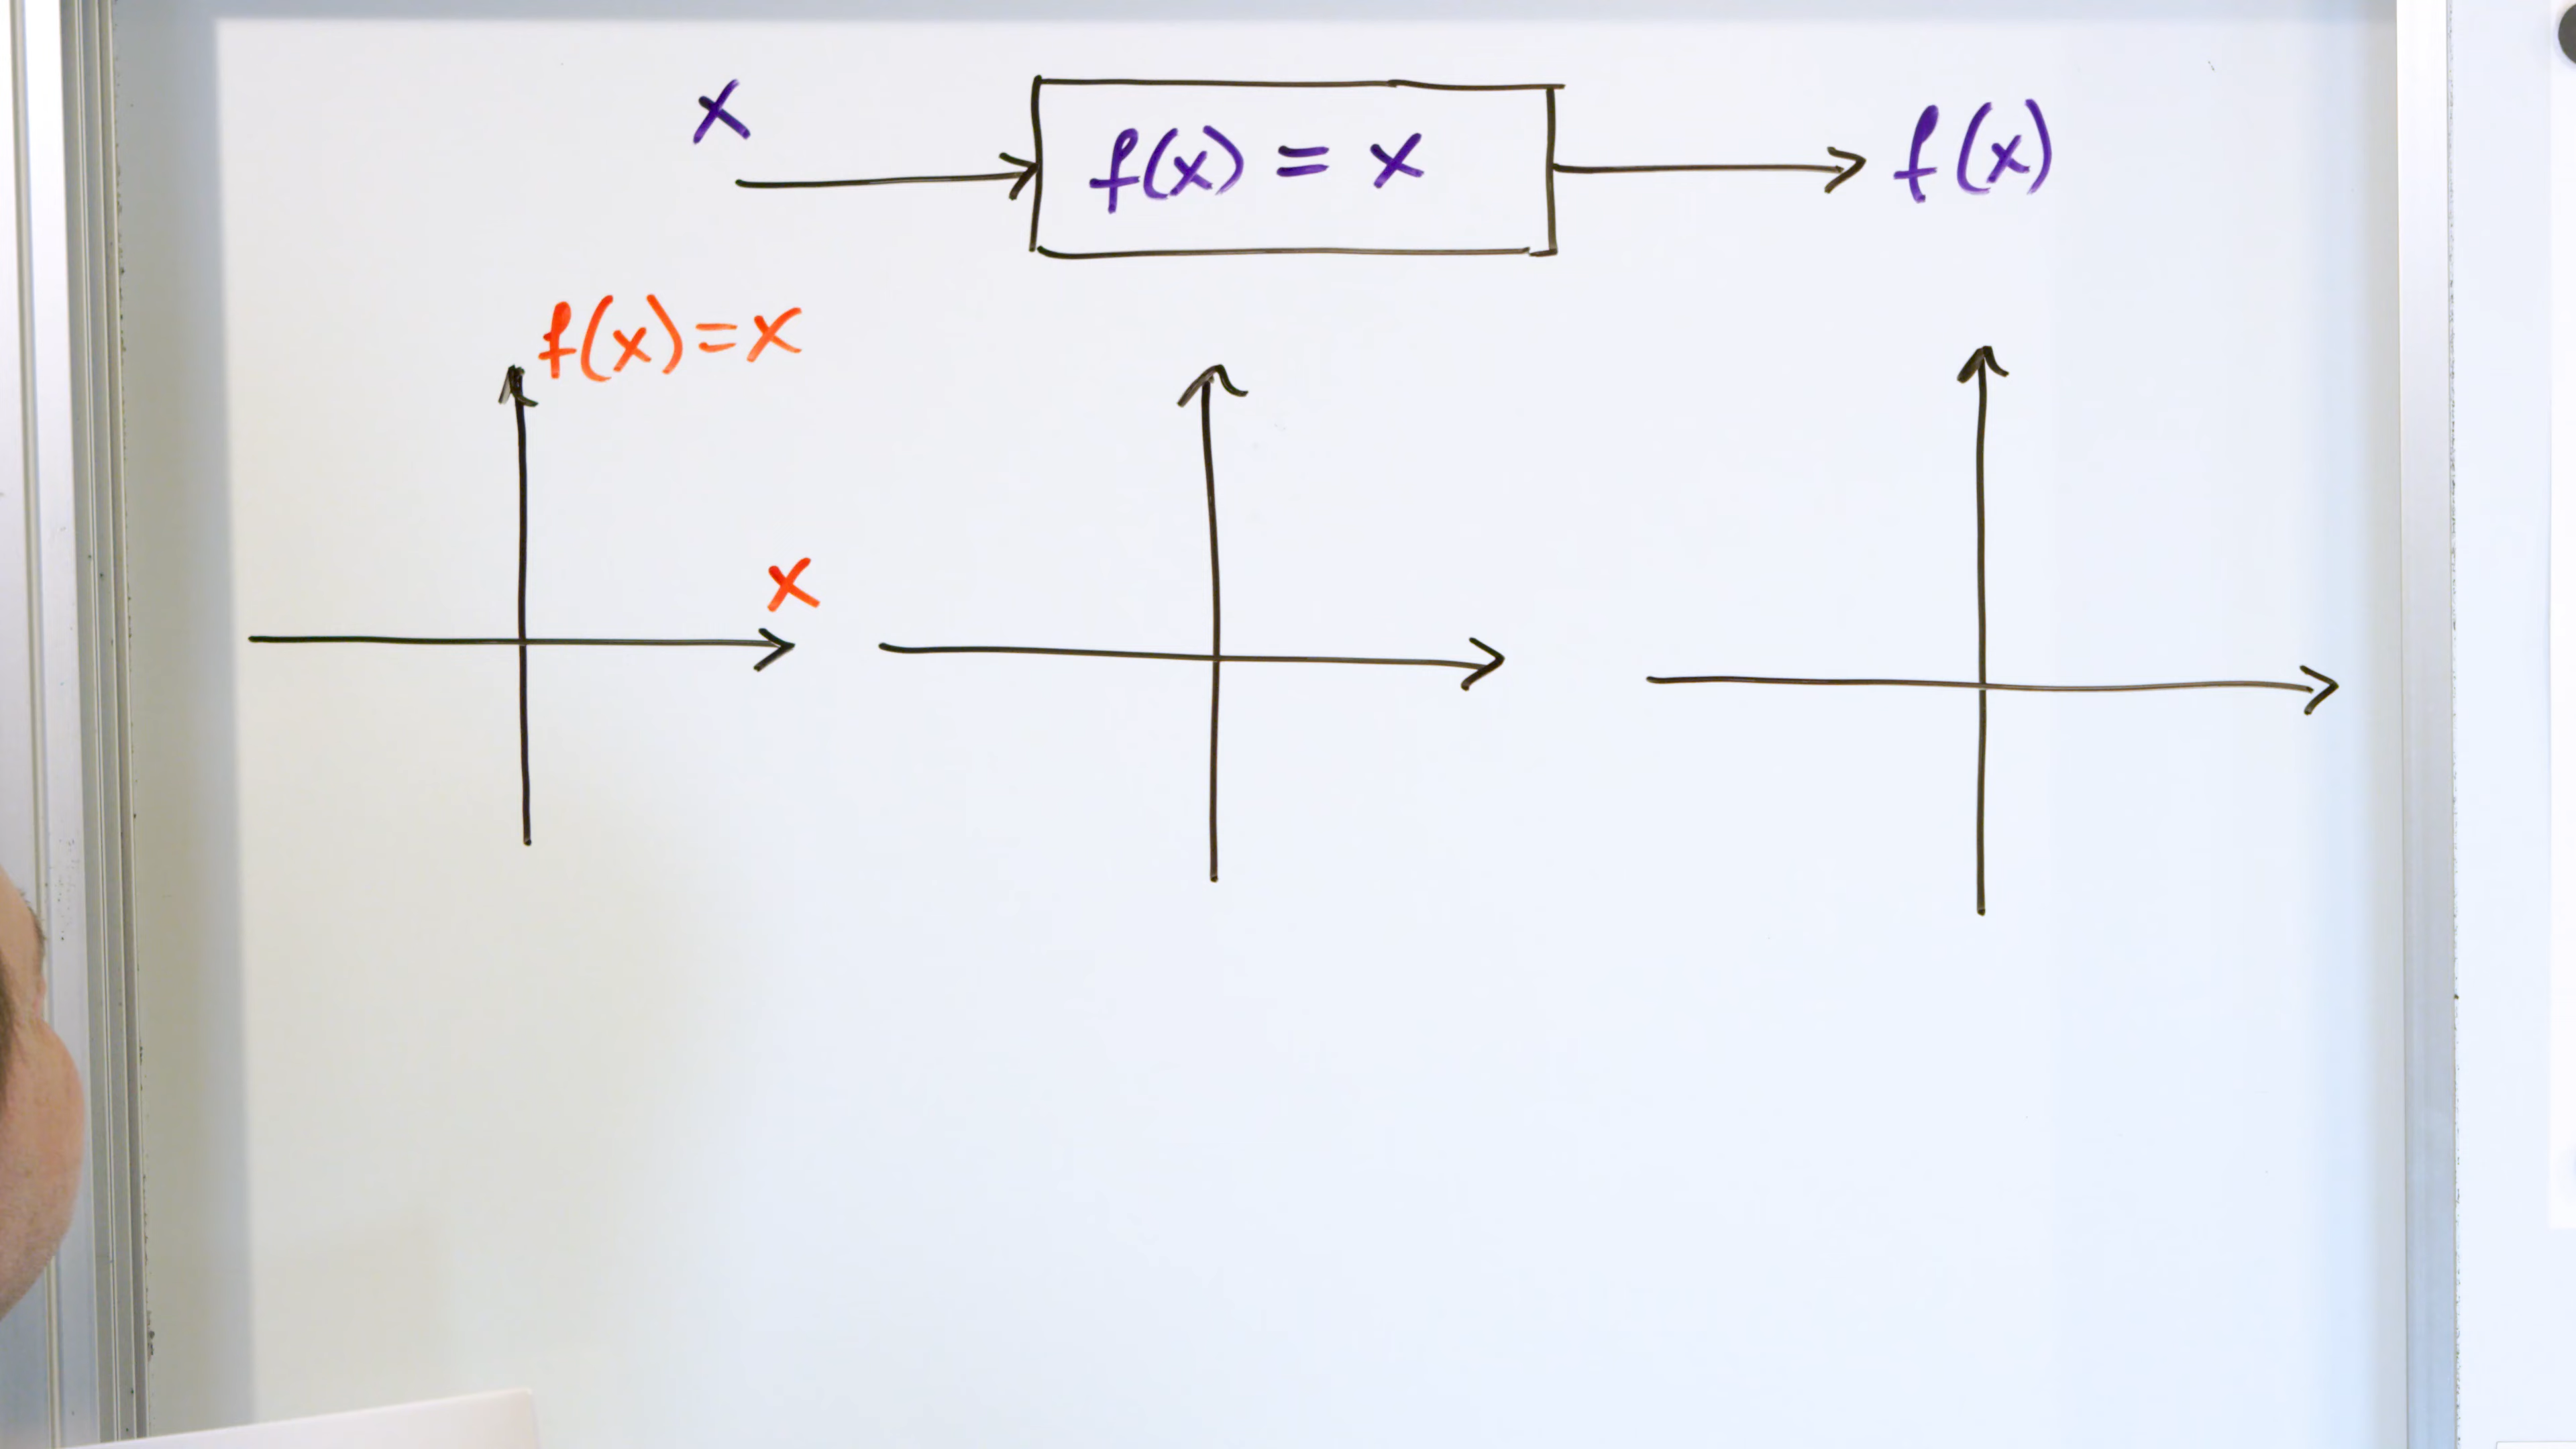 x f(x) = x f(x)
f(x) = x
x